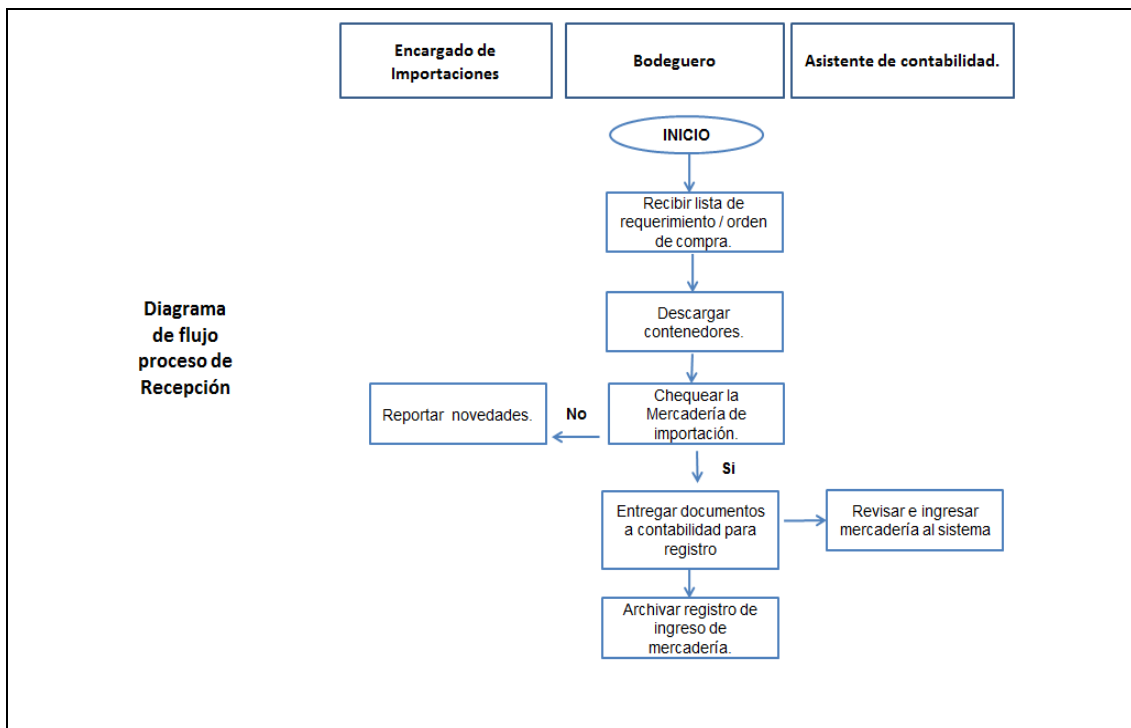 Encargado de
Importaciones
Bodeguero
Asistente de contabilidad.
INICIO
Recibir lista de
requerimiento / orden
de compra.
Descargar
contenedores.
Diagrama
de flujo
proceso de
Recepción
Reportar novedades.
No
Chequear la
Mercadería de
importación.
Si
Entregar documentos
a contabilidad para
registro
Revisar e ingresar
mercadería al sistema
Archivar registro de
ingreso de
mercadería.